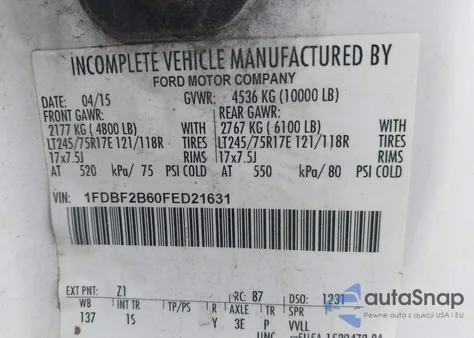 INCOMPLETE VEHICLE MANUFACTURED BY
FORD MOTOR COMPANY
DATE: 04/15 GVWR: 4536 KG (10000 LB)
FRONT GAWR: REAR GAWR:
2177 KG ( 4800 LB) WITH 2767 KG ( 6100 LB) WITH
LT245/75R17E 121/118R TIRES LT245/75R17E 121/118R TIRES
17x7.5J RIMS 17x7.5J RIMS
AT 520 kPa/ 75 PSI COLD AT 550 kPa/ 80 PSI COLD
VIN: 1FDBF2B60FED21631
EXT PNT: Z1 RC: 87 DSO: 1231
WB INT TR TP/PS R AXLE TR SPR
137 1S Y 3E P VVLL
UNC
autoSnap
Powered by